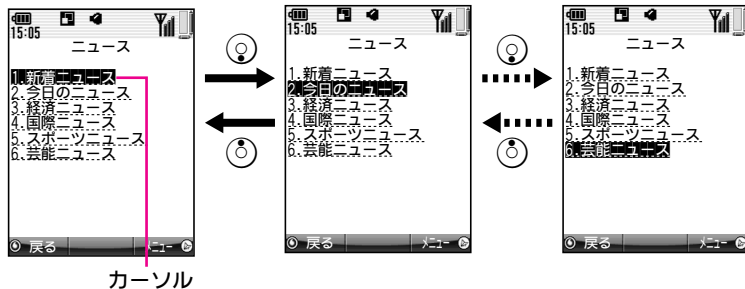 15:05
ニュース
1.新着ニュース
2.今日のニュース
3.経済ニュース
4.国際ニュース
5.スポーツニュース
6.芸能ニュース
戻る
メニュー
15:05
ニュース
1.新着ニュース
2.今日のニュース
3.経済ニュース
4.国際ニュース
5.スポーツニュース
6.芸能ニュース
戻る
メニュー
15:05
ニュース
1.新着ニュース
2.今日のニュース
3.経済ニュース
4.国際ニュース
5.スポーツニュース
6.芸能ニュース
戻る
メニュー
カーソル